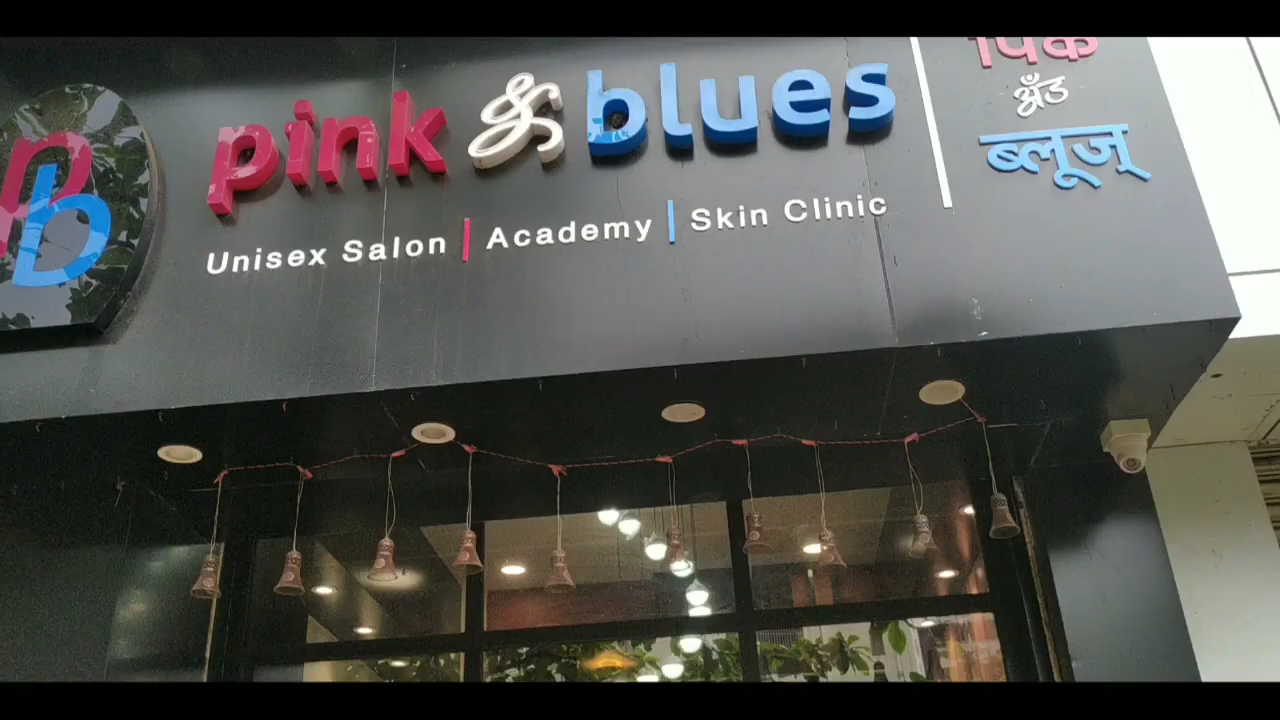 pb
pink & blues
Unisex Salon | Academy | Skin Clinic
पिंक
अँड
ब्लूज्